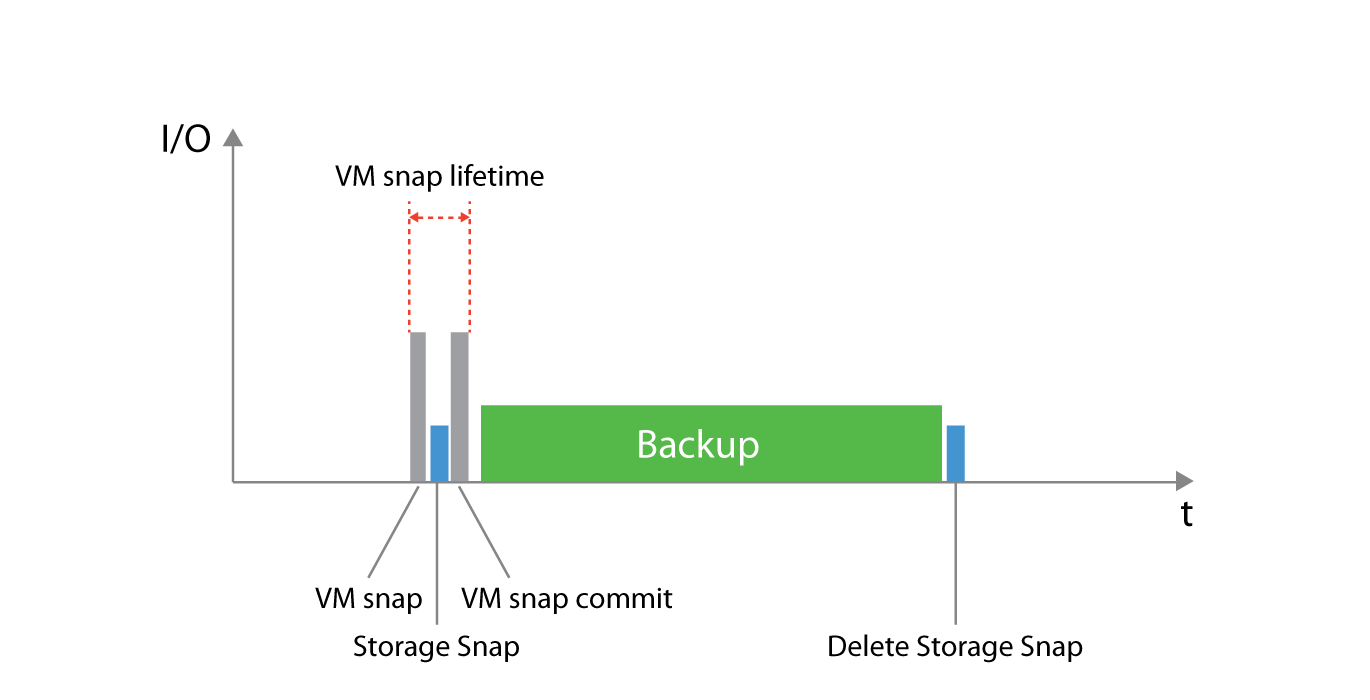 I/O
VM snap lifetime
Backup
t
VM snap
VM snap commit
Storage Snap
Delete Storage Snap